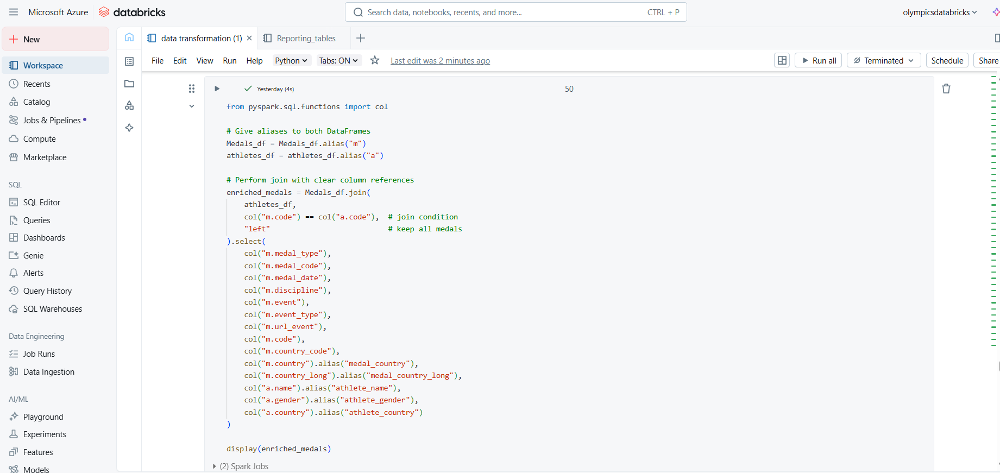 Microsoft Azure
databricks
Search data, notebooks, recents, and more...
CTRL + P
olympicsdatabricks
New
Workspace
Recents
Catalog
Jobs & Pipelines
Compute
Marketplace
SQL
SQL Editor
Queries
Dashboards
Genie
Alerts
Query History
SQL Warehouses
Data Engineering
Job Runs
Data Ingestion
AI/ML
Playground
Experiments
Features
Models
data transformation (1)
Reporting_tables
File Edit View Run Help Python Tabs: ON Last edit was 2 minutes ago
Run all
Terminated
Schedule
Share
Yesterday (4s)
50
from pyspark.sql.functions import col
# Give aliases to both DataFrames
Medals_df = Medals_df.alias("m")
athletes_df = athletes_df.alias("a")
# Perform join with clear column references
enriched_medals = Medals_df.join(
    athletes_df,
    col("m.code") == col("a.code"),  # join condition
    "left"                           # keep all medals
).select(
    col("m.medal_type"),
    col("m.medal_code"),
    col("m.medal_date"),
    col("m.discipline"),
    col("m.event"),
    col("m.event_type"),
    col("m.url_event"),
    col("m.code"),
    col("m.country_code"),
    col("m.country").alias("medal_country"),
    col("m.country_long").alias("medal_country_long"),
    col("a.name").alias("athlete_name"),
    col("a.gender").alias("athlete_gender"),
    col("a.country").alias("athlete_country")
)
display(enriched_medals)
(2) Spark Jobs